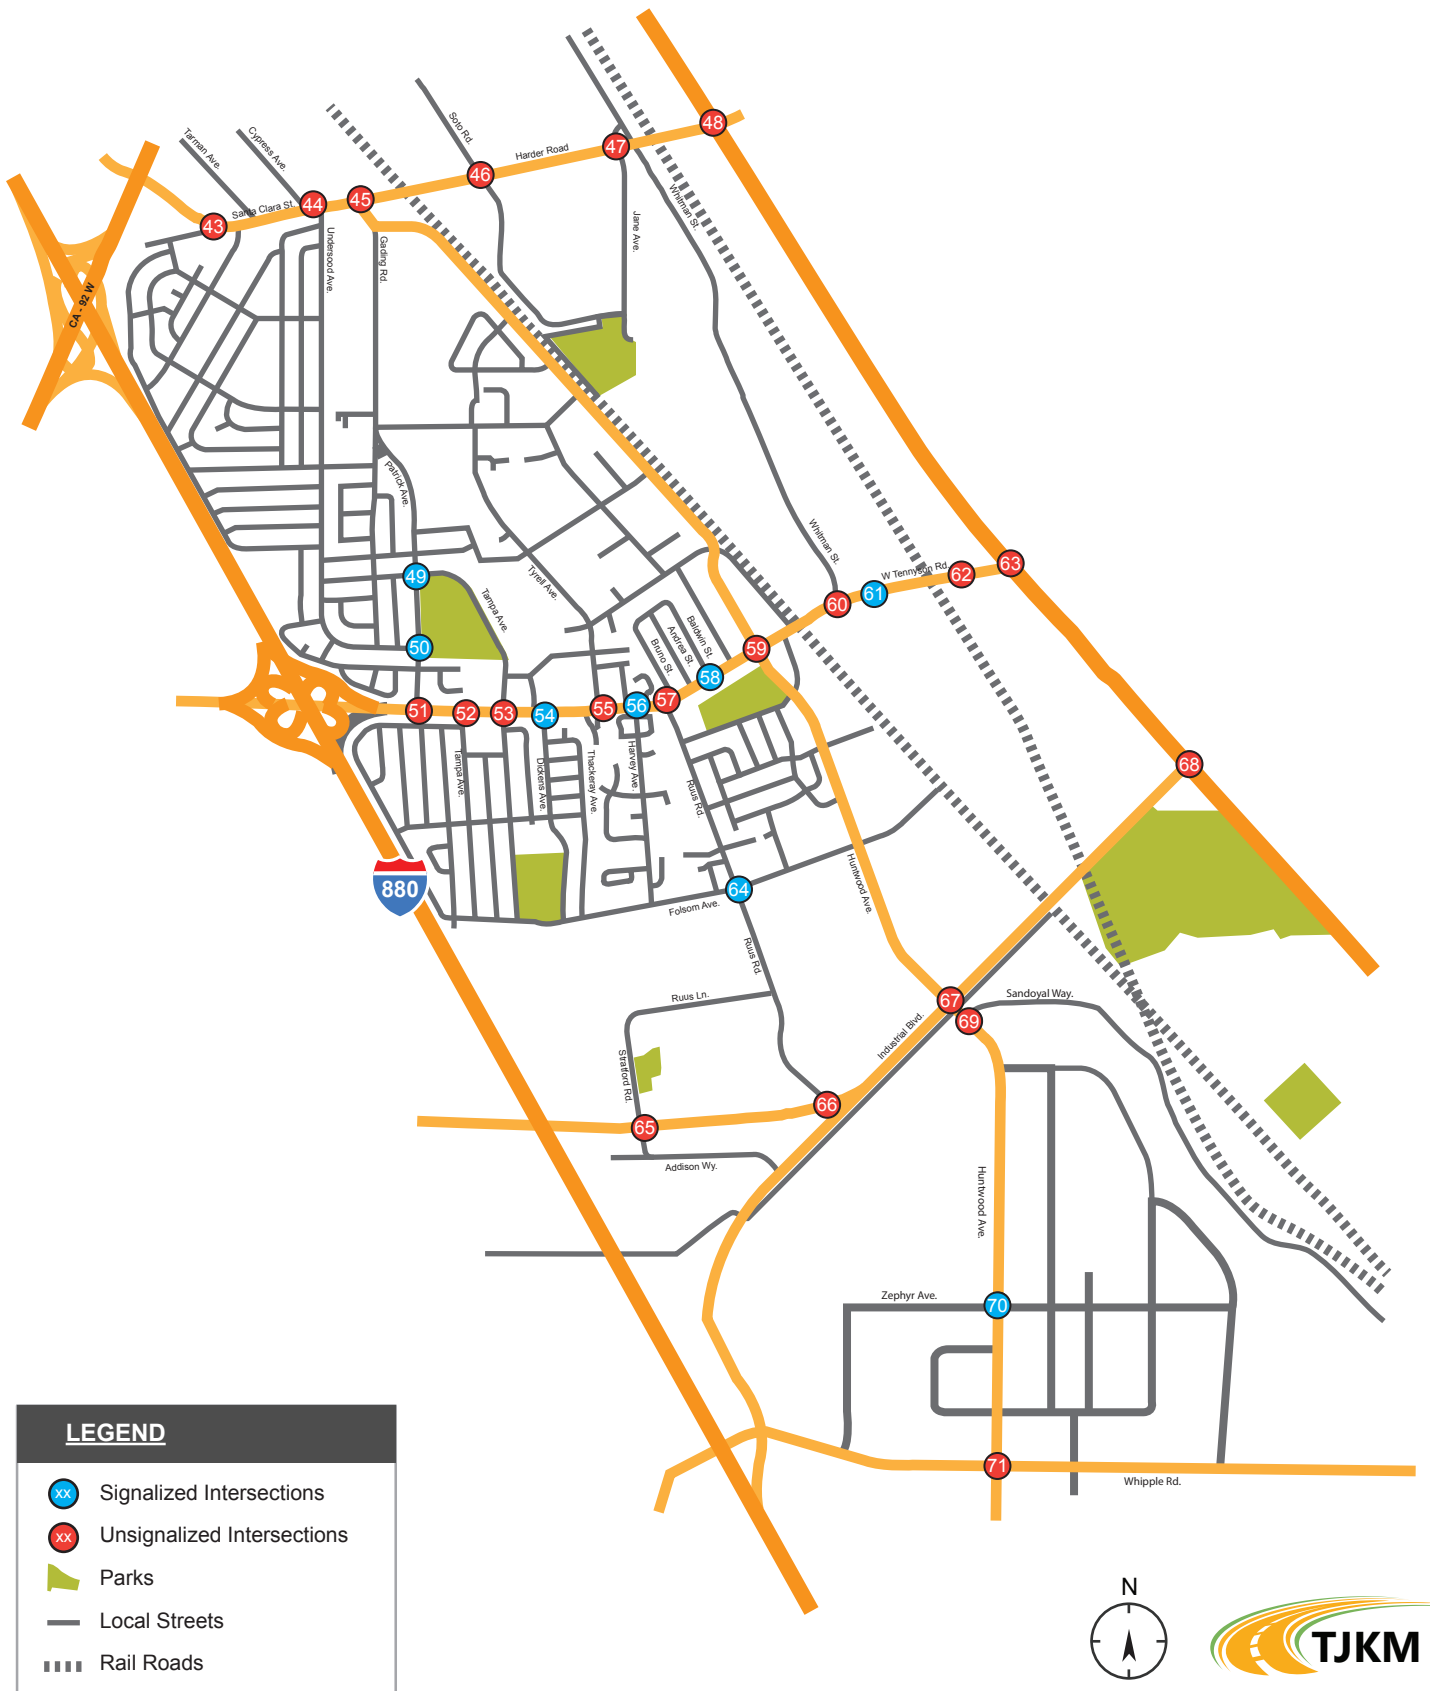 Soto Rd.
48
Tarman Ave.
Cypress Ave.
Harder Road
47
46
45
44
43
Santa Clara St.
Whitman St.
Jane Ave.
Undersood Ave.
Gading Rd.
CA - 92 W
Patrick Ave.
Whitman St.
W Tennyson Rd.
63
62
61
60
49
Tyrell Ave.
Tampa Ave.
50
Baldwin St.
Andrea St.
Bruno St.
59
58
57
56
55
54
53
52
51
68
Tampa Ave.
Dickens Ave.
Thackeray Ave.
Harvey Ave.
Ruus Rd.
880
64
Folsom Ave.
Huntwood Ave.
Ruus Rd.
Ruus Ln.
67
Sandoyal Way.
69
Industrial Blvd.
Stratford Rd.
66
65
Addison Wy.
Huntwood Ave.
Zephyr Ave.
70
71
Whipple Rd.
LEGEND
xx Signalized Intersections
xx Unsignalized Intersections
Parks
Local Streets
Rail Roads
N
TJKM